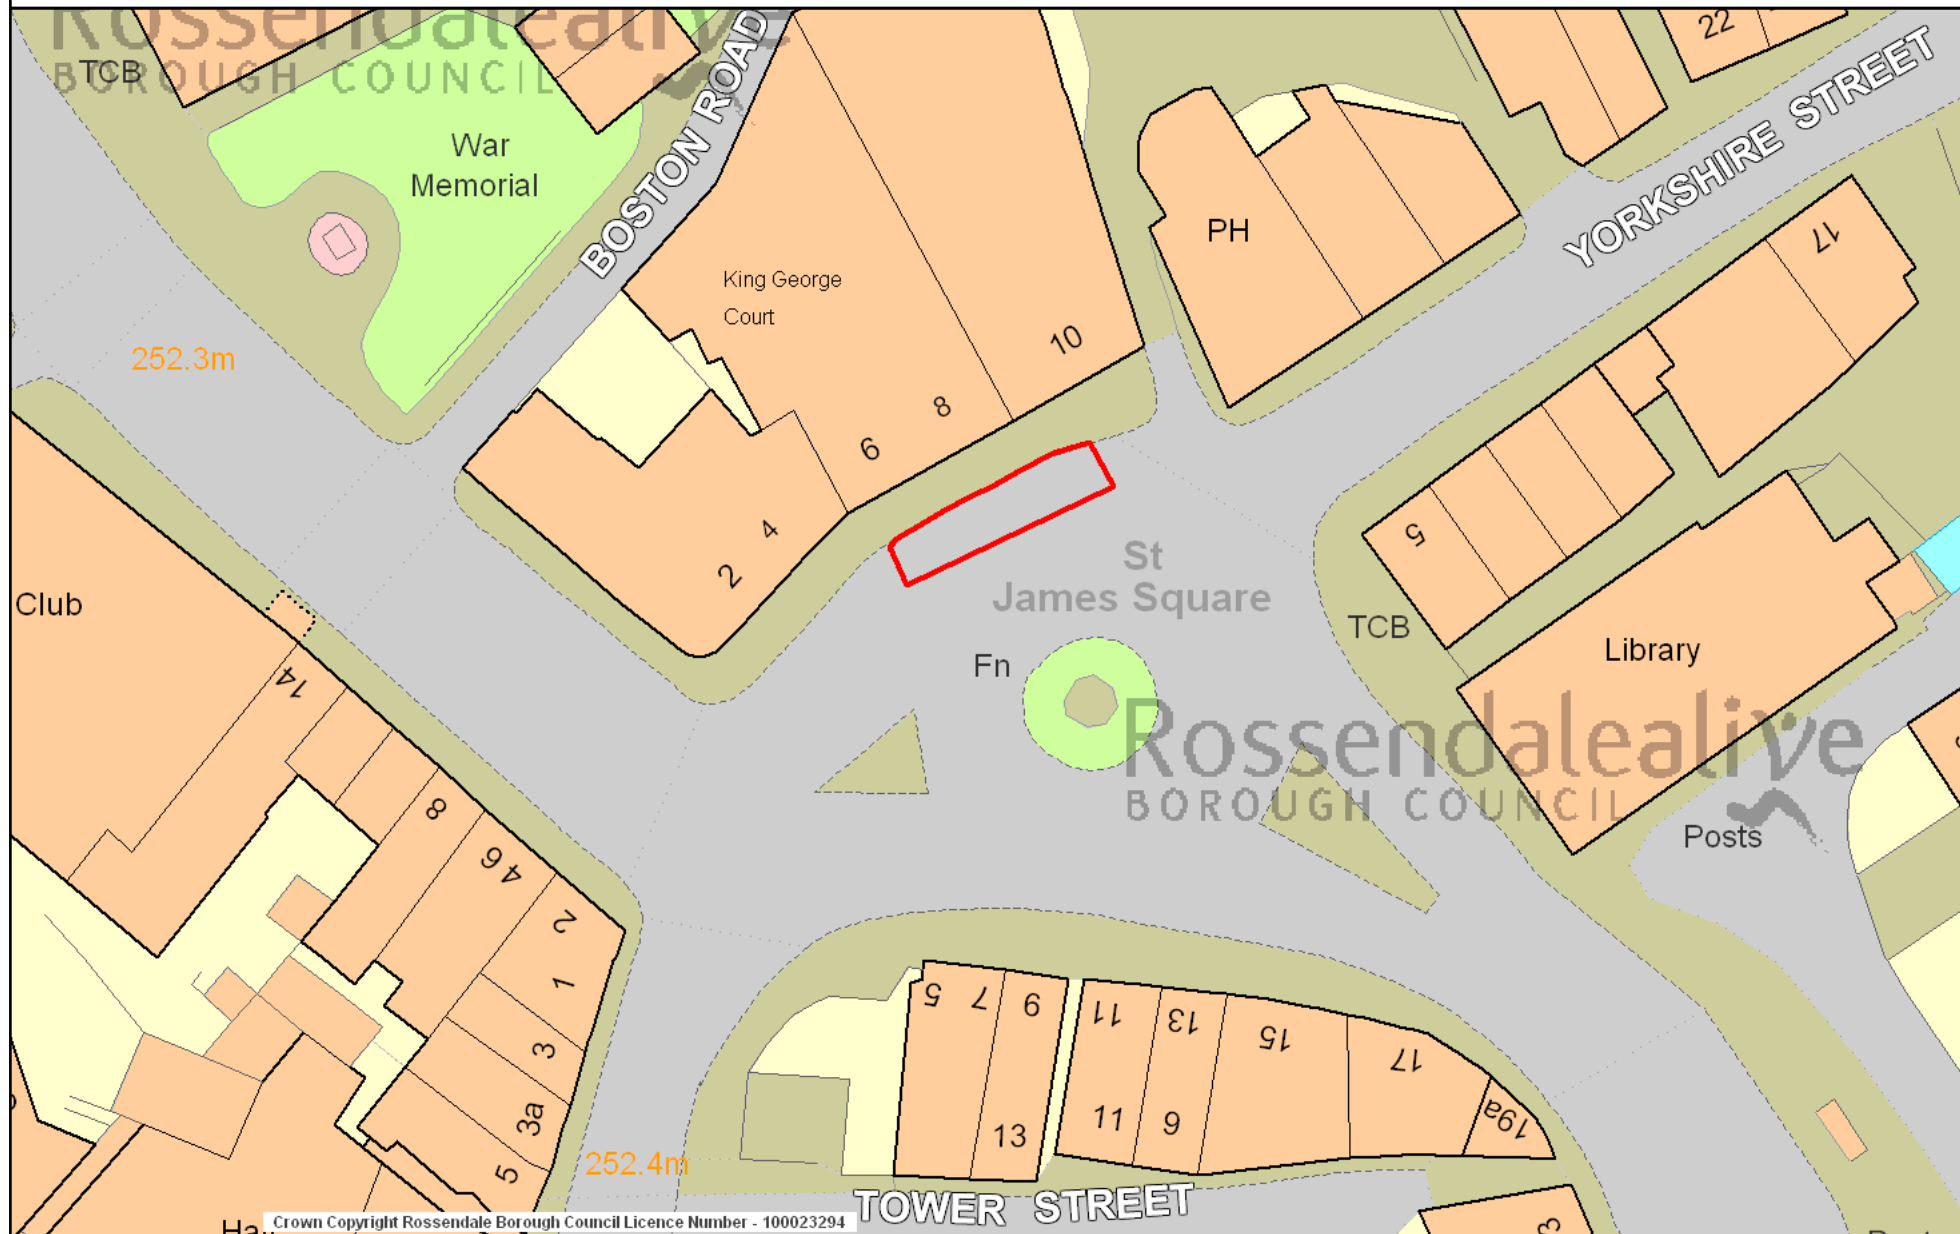 Rossendalealive
BOROUGH COUNCIL
TCB
War
Memorial
BOSTON ROAD
22
YORKSHIRE STREET
17
PH
King George
Court
10
8
6
4
2
252.3m
5
St
James Square
TCB
Library
Club
Fn
14
Rossendalealive
BOROUGH COUNCIL
Posts
8
4 6
2
1
3
3a
5
5
7
9
11
13
15
17
19a
13
11
9
252.4m
TOWER STREET
3
Crown Copyright Rossendale Borough Council Licence Number - 100023294